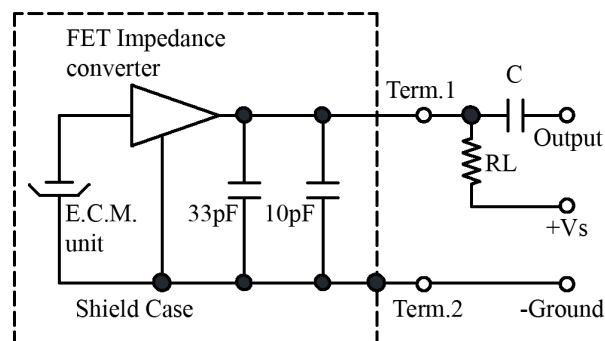 FET Impedance
converter
Term.1
C
Output
RL
E.C.M.
unit
33pF
10pF
+Vs
Shield Case
Term.2
-Ground